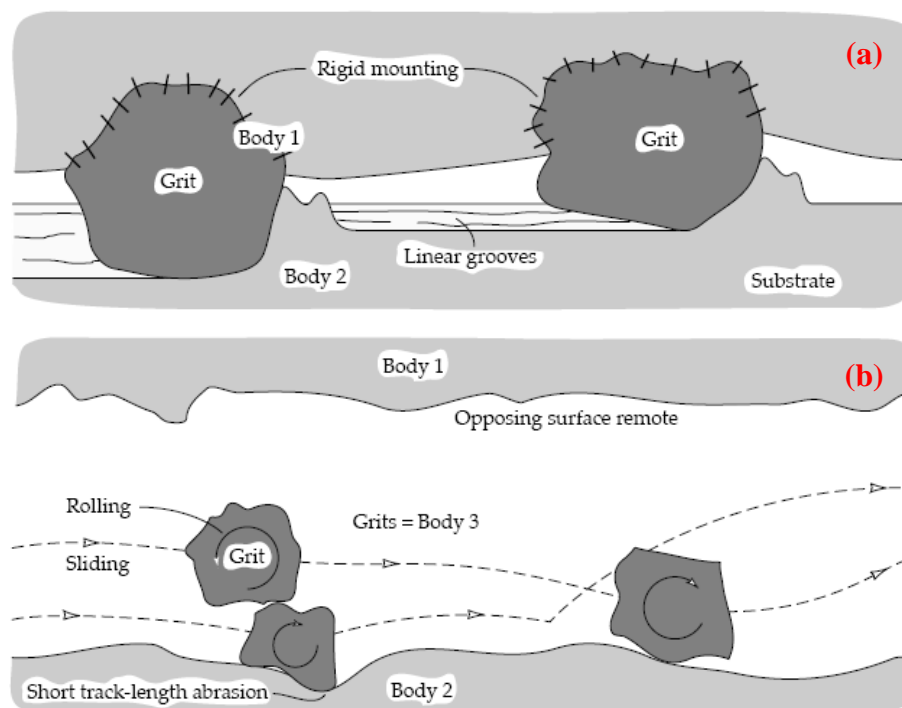 (a)
Rigid mounting
Body 1
Grit
Grit
Linear grooves
Body 2
Substrate
Body 1
(b)
Opposing surface remote
Rolling
Grits = Body 3
Grit
Sliding
Short track-length abrasion
Body 2